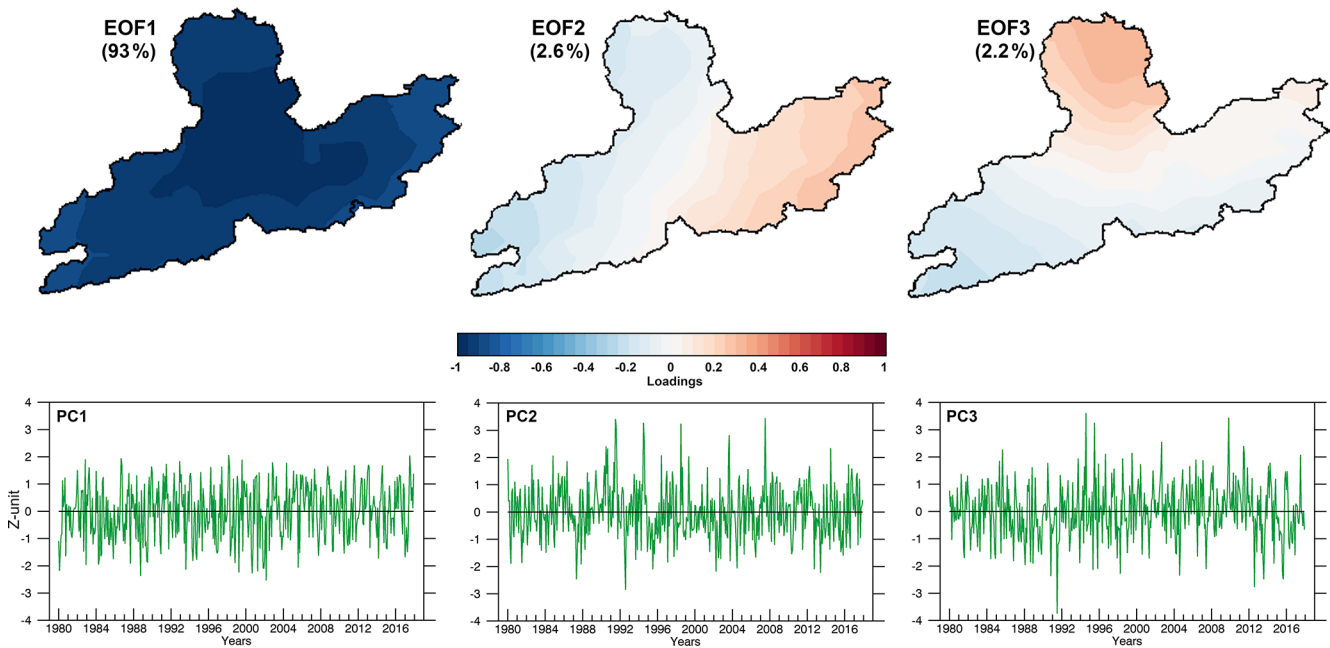 EOF1
(93%)
EOF2
(2.6%)
EOF3
(2.2%)
-1 -0.8 -0.6 -0.4 -0.2 0 0.2 0.4 0.6 0.8 1
Loadings
PC1
4
3
2
1
0
-1
-2
-3
-4
Z-unit
1980 1984 1988 1992 1996 2000 2004 2008 2012 2016
Years
PC2
4
3
2
1
0
-1
-2
-3
-4
1980 1984 1988 1992 1996 2000 2004 2008 2012 2016
Years
PC3
4
3
2
1
0
-1
-2
-3
-4
1980 1984 1988 1992 1996 2000 2004 2008 2012 2016
Years